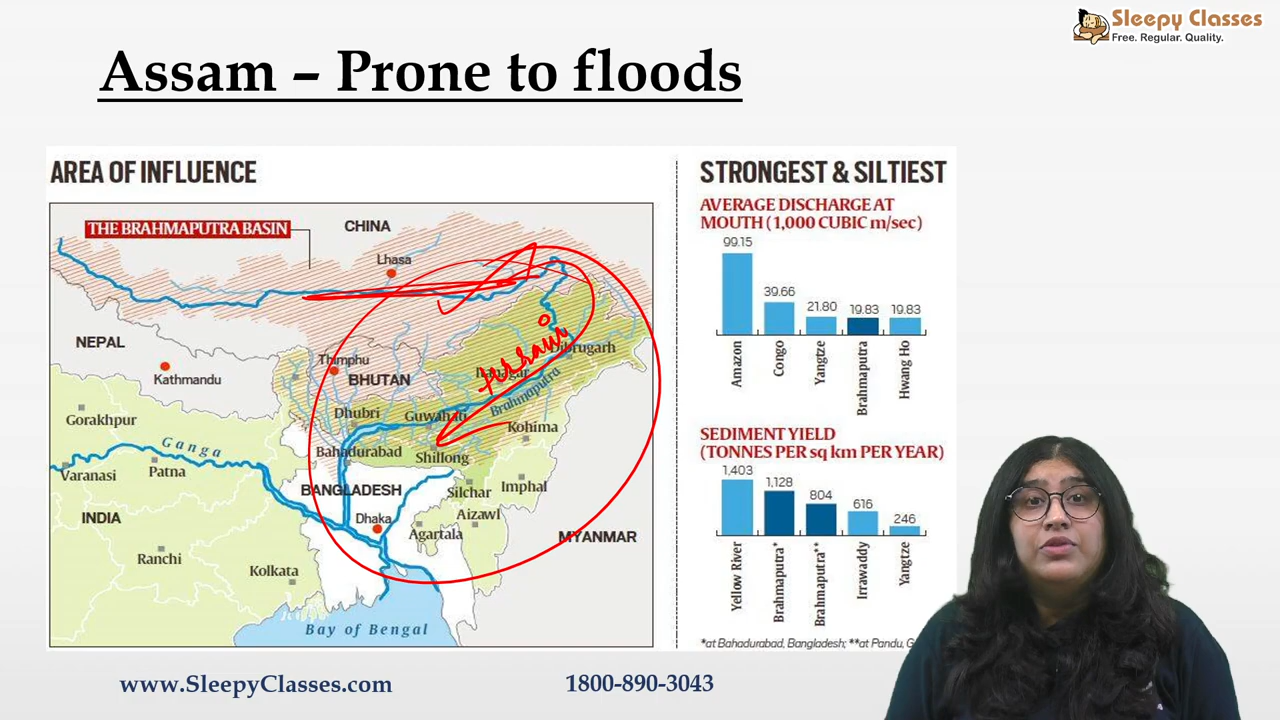 Sleepy Classes
Free. Regular. Quality.
Assam – Prone to floods
AREA OF INFLUENCE
THE BRAHMAPUTRA BASIN
CHINA
Lhasa
NEPAL
Kathmandu
Thimphu
BHUTAN
Assam
Dibrugarh
Itanagar
Brahmaputra
Dhubri
Guwahati
Kohima
Gorakhpur
Ganga
Bahadurabad
Shillong
Varanasi
Patna
BANGLADESH
Silchar
Imphal
INDIA
Dhaka
Aizawl
Agartala
MYANMAR
Ranchi
Kolkata
Bay of Bengal
STRONGEST & SILTIEST
AVERAGE DISCHARGE AT
MOUTH (1,000 CUBIC m/sec)
99.15
39.66
21.80
19.83
19.83
Amazon
Congo
Yangtze
Brahmaputra
Hwang Ho
SEDIMENT YIELD
(TONNES PER sq km PER YEAR)
1,403
1,128
804
616
246
Yellow River
Brahmaputra*
Brahmaputra**
Irrawaddy
Yangtze
*at Bahadurabad, Bangladesh; **at Pandu, G
www.SleepyClasses.com
1800-890-3043